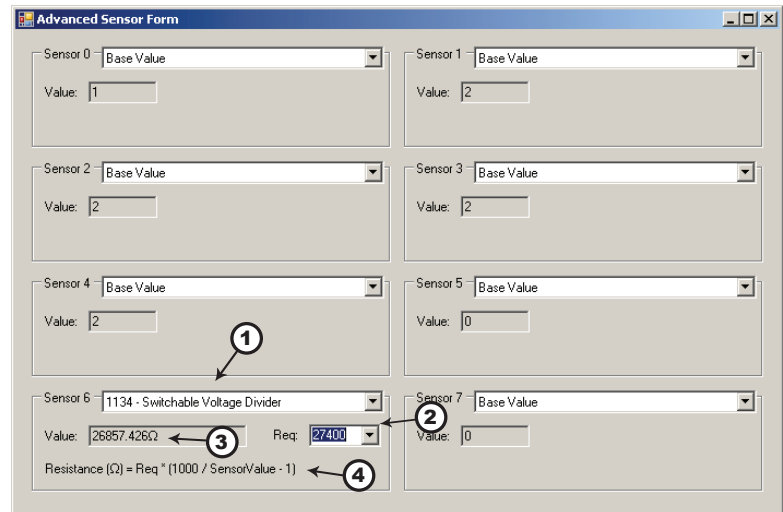 Advanced Sensor Form
Sensor 0 Base Value
Value: 1
Sensor 1 Base Value
Value: 2
Sensor 2 Base Value
Value: 2
Sensor 3 Base Value
Value: 2
Sensor 4 Base Value
Value: 2
Sensor 5 Base Value
Value: 0
1
Sensor 6 1134 - Switchable Voltage Divider
Value: 26857.426Ω Req: 27400
2
3
Resistance (Ω) = Req * (1000 / SensorValue - 1)
4
Sensor 7 Base Value
Value: 0